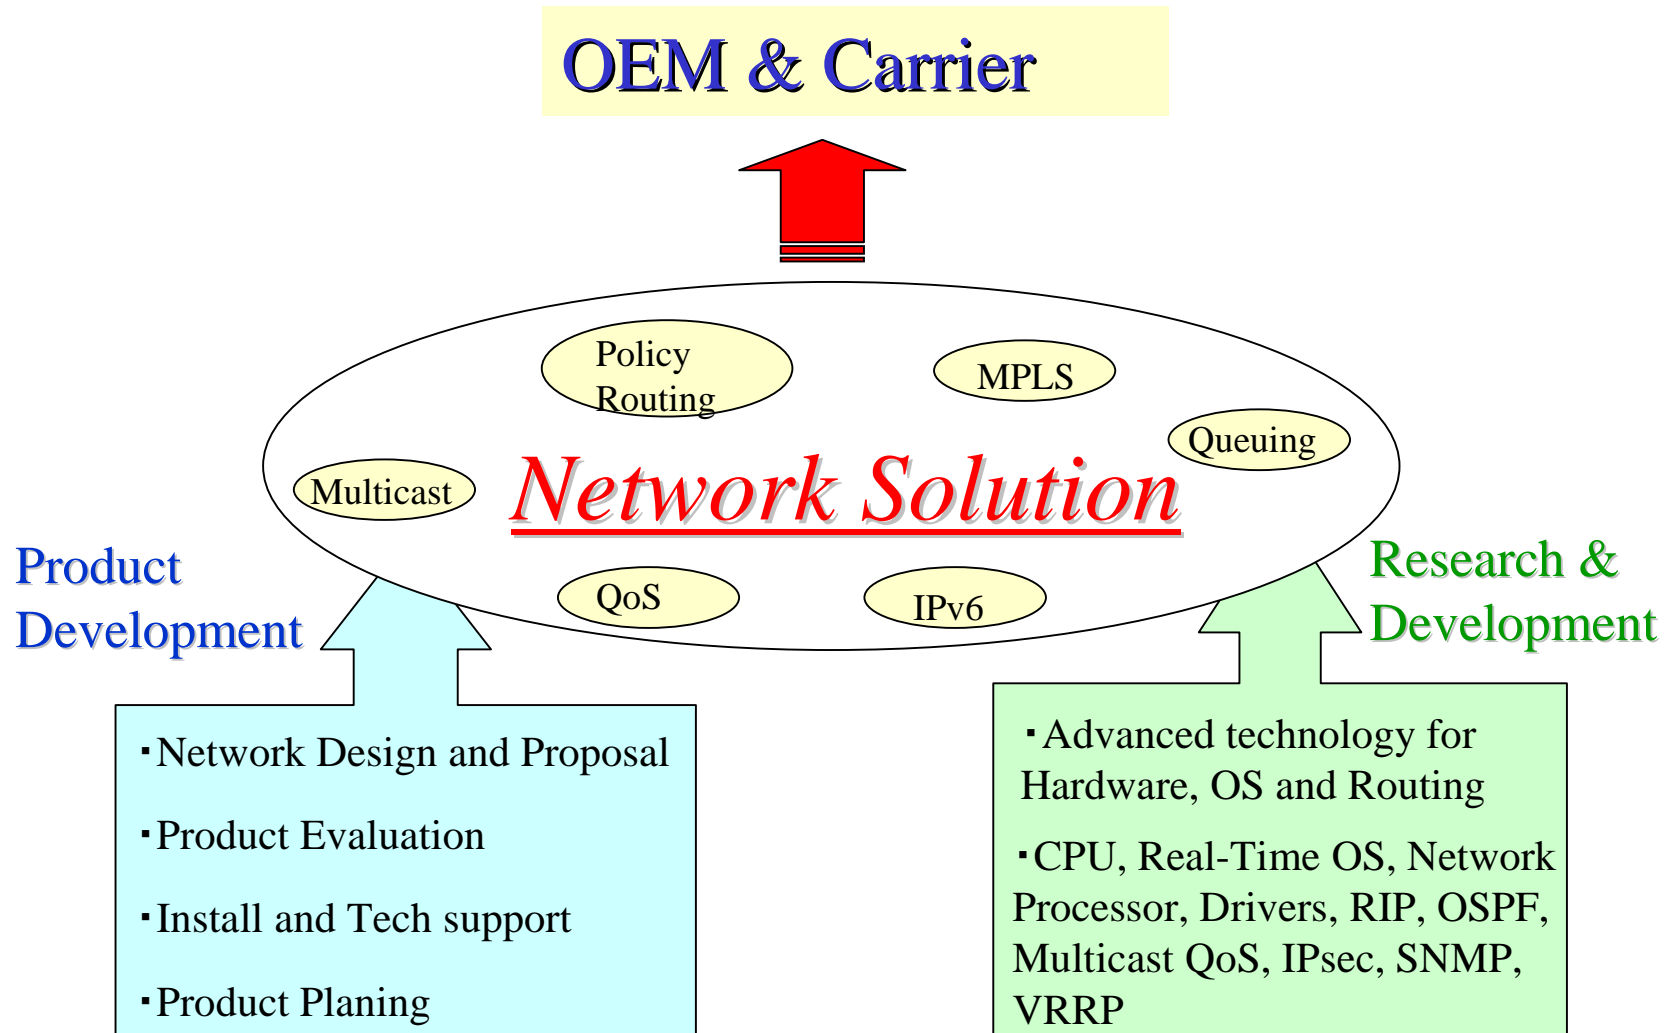 OEM & Carrier
Policy
Routing
MPLS
Queuing
Multicast
Network Solution
QoS
IPv6
Product
Development
Research &
Development
･Network Design and Proposal
･Product Evaluation
･Install and Tech support
･Product Planing
･Advanced technology for
Hardware, OS and Routing
･CPU, Real-Time OS, Network
Processor, Drivers, RIP, OSPF,
Multicast QoS, IPsec, SNMP,
VRRP